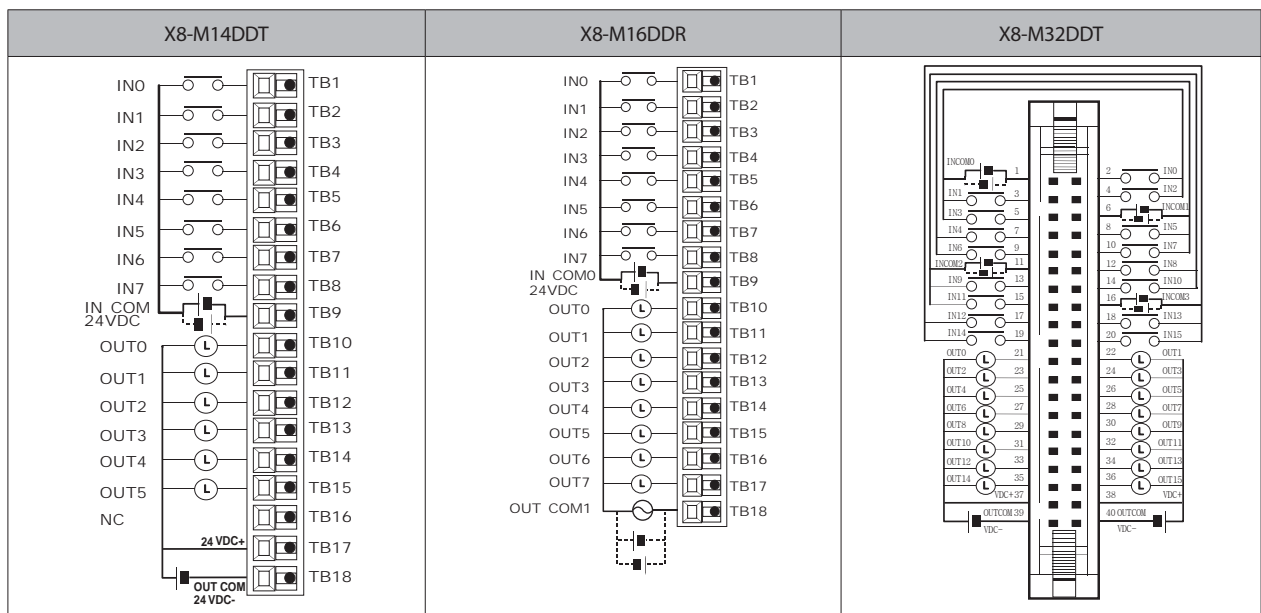 X8-M14DDT
X8-M16DDR
X8-M32DDT
IN0 TB1
IN1 TB2
IN2 TB3
IN3 TB4
IN4 TB5
IN5 TB6
IN6 TB7
IN7 TB8
IN COM
24VDC TB9
OUT0 L TB10
OUT1 L TB11
OUT2 L TB12
OUT3 L TB13
OUT4 L TB14
OUT5 L TB15
NC TB16
24 VDC+ TB17
OUT COM TB18
24 VDC-
IN0 TB1
IN1 TB2
IN2 TB3
IN3 TB4
IN4 TB5
IN5 TB6
IN6 TB7
IN7 TB8
IN COM0 TB9
24VDC
OUT0 L TB10
OUT1 L TB11
OUT2 L TB12
OUT3 L TB13
OUT4 L TB14
OUT5 L TB15
OUT6 L TB16
OUT7 L TB17
OUT COM1 TB18
INCOM0 1 2 IN0
IN1 3 4 IN2
IN3 5 6 INCOM1
IN4 7 8 IN5
IN6 9 10 IN7
INCOM2 11 12 IN8
IN9 13 14 IN10
IN11 15 16 INCOM3
IN12 17 18 IN13
IN14 19 20 IN15
OUT0 L 21 22 L OUT1
OUT2 L 23 24 L OUT3
OUT4 L 25 26 L OUT5
OUT6 L 27 28 L OUT7
OUT8 L 29 30 L OUT9
OUT10 L 31 32 L OUT11
OUT12 L 33 34 L OUT13
OUT14 L 35 36 L OUT15
VDC+ 37 38 VDC+
OUTCOM 39 40 OUTCOM
VDC- VDC-